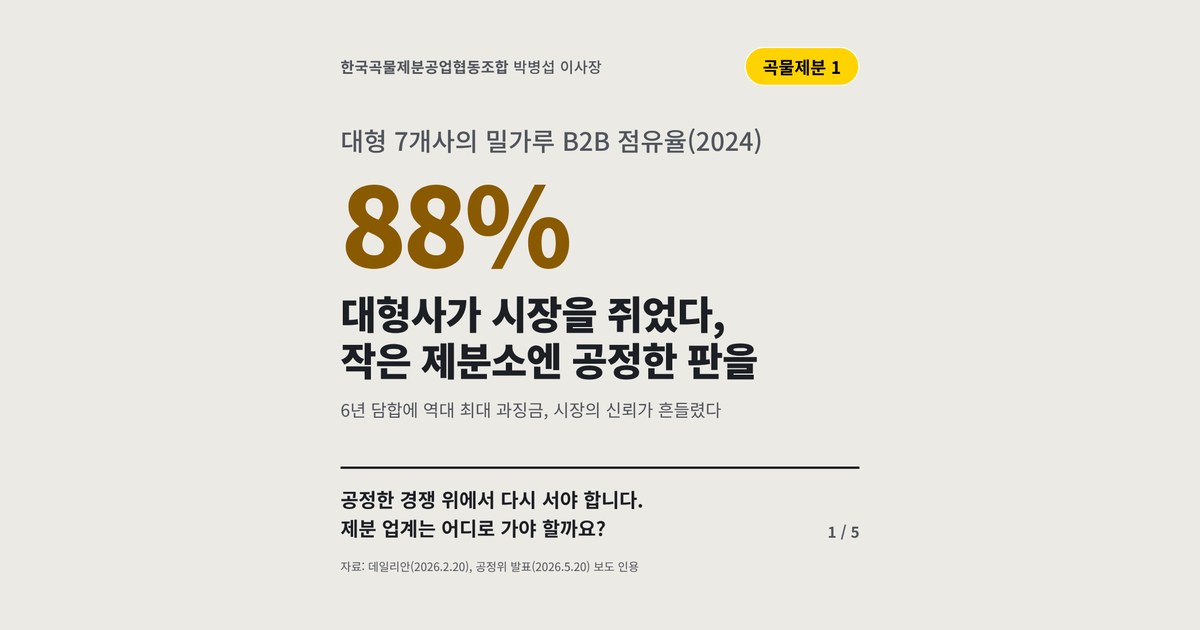 한국곡물제분공업협동조합 박병섭 이사장
곡물제분 1
대형 7개사의 밀가루 B2B 점유율(2024)
88%
대형사가 시장을 쥐었다,
작은 제분소엔 공정한 판을
6년 담합에 역대 최대 과징금, 시장의 신뢰가 흔들렸다
공정한 경쟁 위에서 다시 서야 합니다.
제분 업계는 어디로 가야 할까요?
1 / 5
자료: 데일리안(2026.2.20), 공정위 발표(2026.5.20) 보도 인용